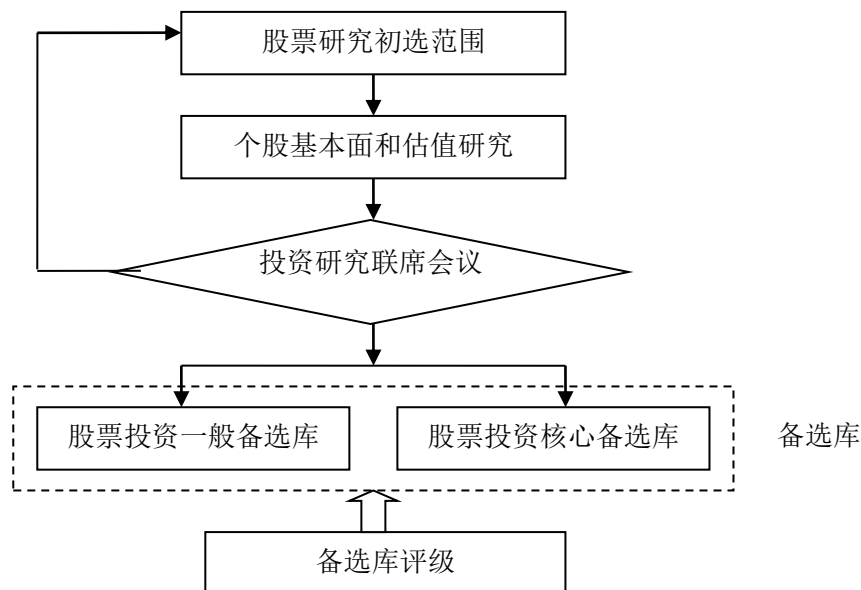 股票研究初选范围
个股基本面和估值研究
投资研究联席会议
股票投资一般备选库
股票投资核心备选库
备选库
备选库评级